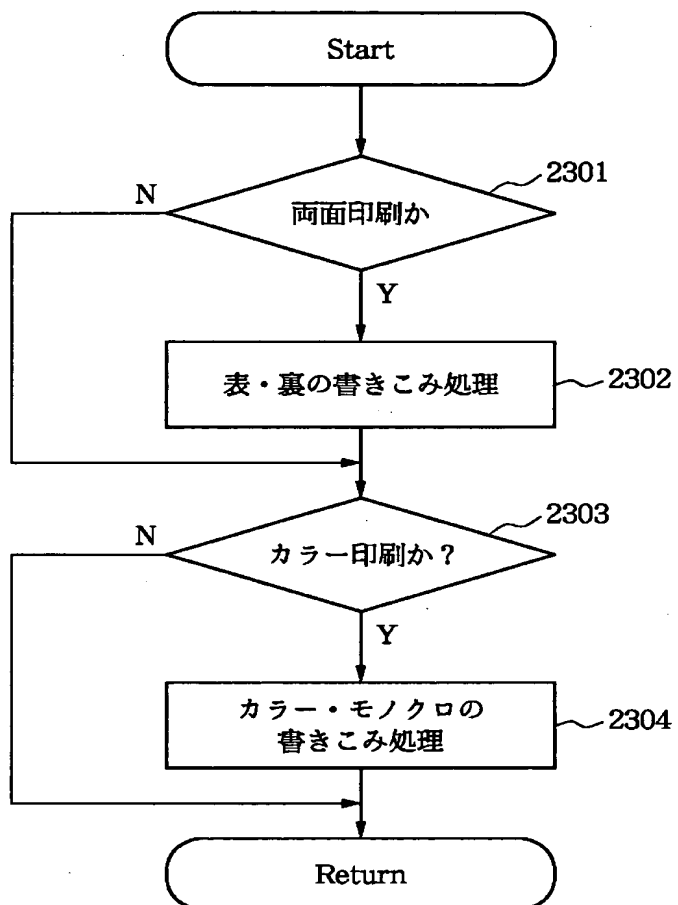 Start
2301
N
両面印刷か
Y
表・裏の書きこみ処理
2302
2303
N
カラー印刷か？
Y
カラー・モノクロの
書きこみ処理
2304
Return